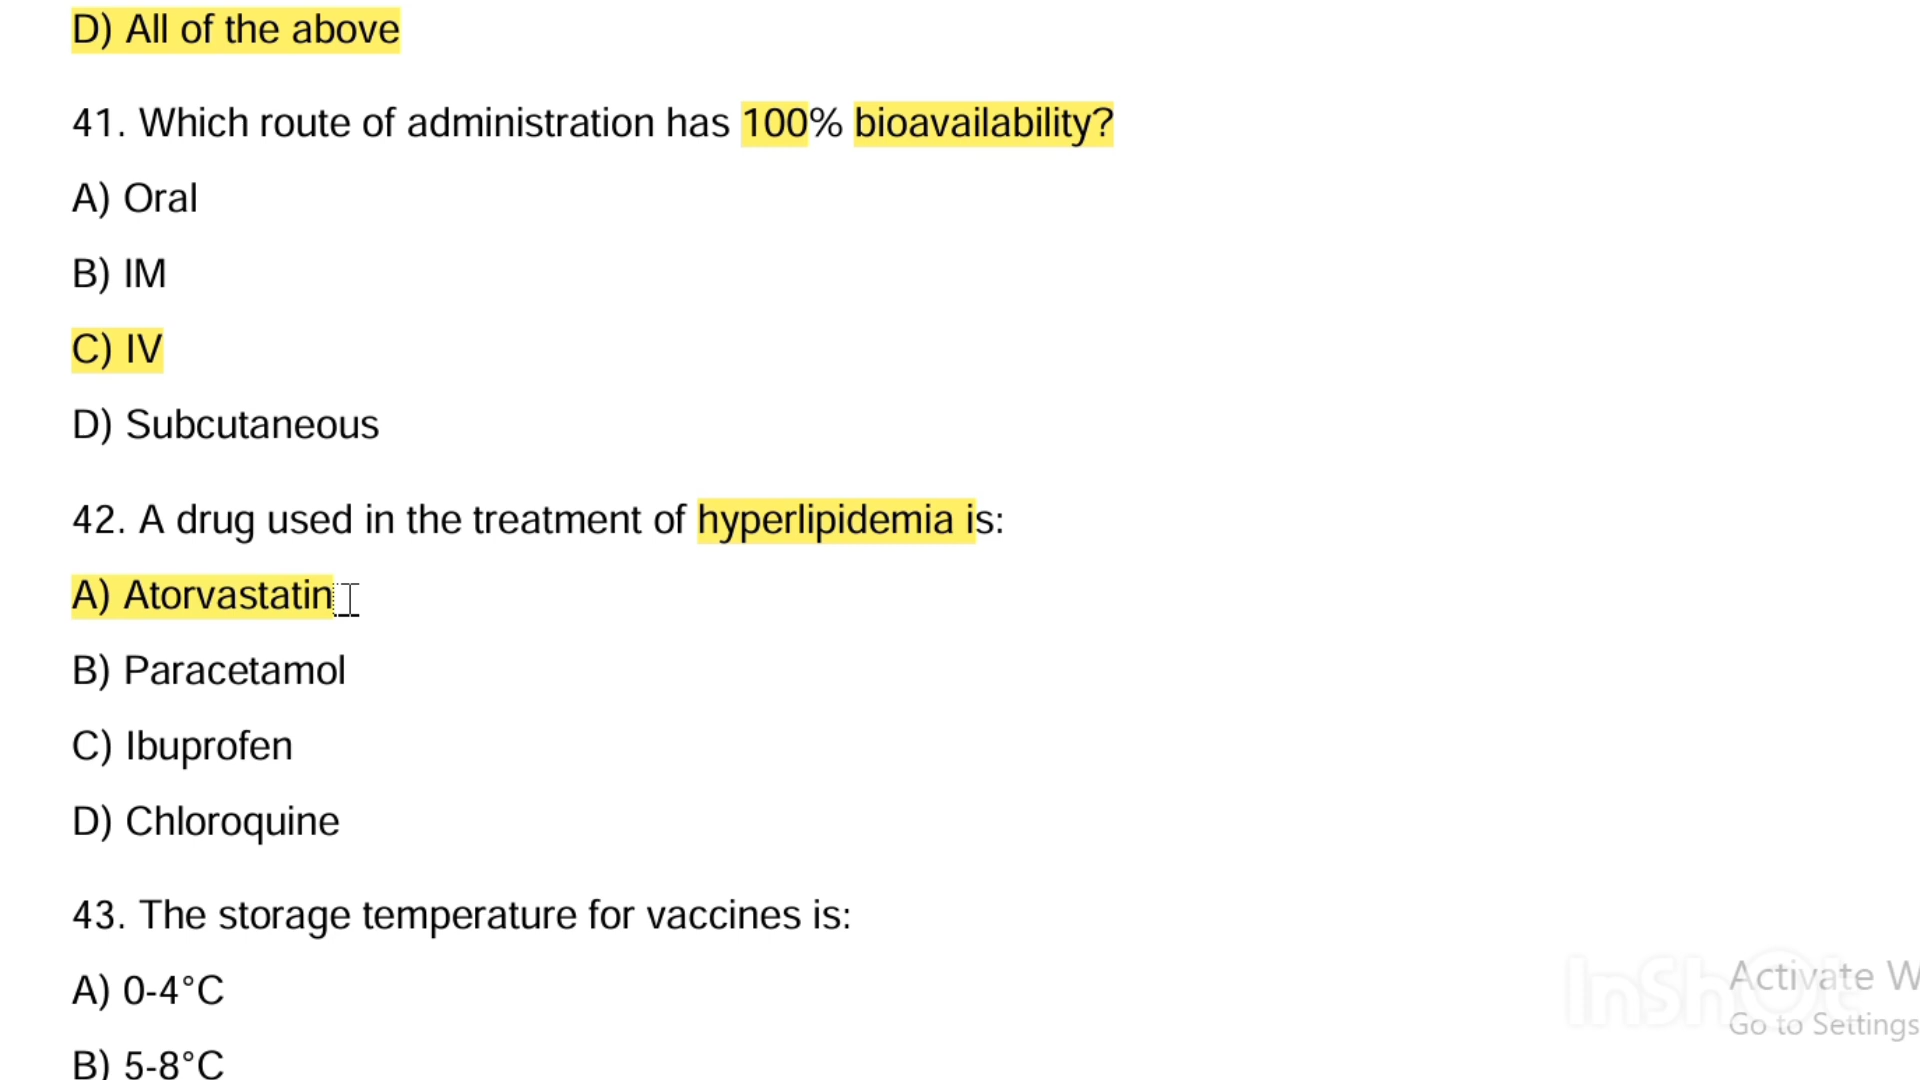 D) All of the above
41. Which route of administration has 100% bioavailability?
A) Oral
B) IM
C) IV
D) Subcutaneous
42. A drug used in the treatment of hyperlipidemia is:
A) Atorvastatin
B) Paracetamol
C) Ibuprofen
D) Chloroquine
43. The storage temperature for vaccines is:
A) 0-4°C
B) 5-8°C
InShOt
Activate W
Go to Settings